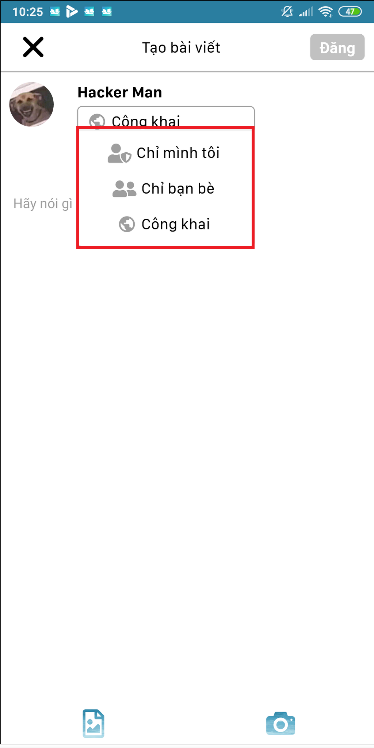 10:25
47
Tạo bài viết
Đăng
Hacker Man
Công khai
Chỉ mình tôi
Chỉ bạn bè
Hãy nói gì
Công khai